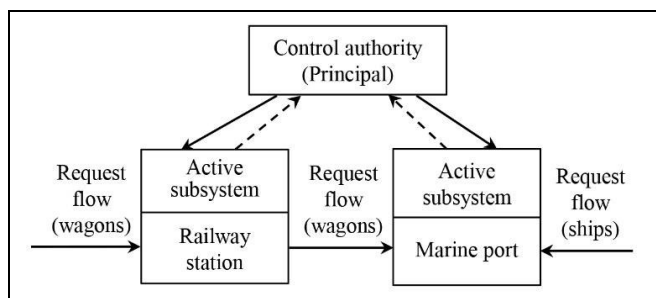 Control authority
(Principal)
Request
flow
(wagons)
Active
subsystem
Railway
station
Request
flow
(wagons)
Active
subsystem
Marine port
Request
flow
(ships)